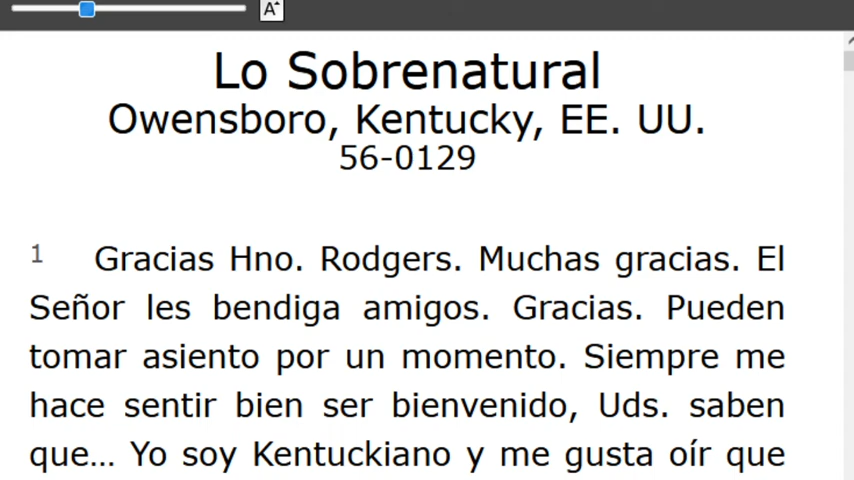 A
Lo Sobrenatural
Owensboro, Kentucky, EE. UU.
56-0129
1 Gracias Hno. Rodgers. Muchas gracias. El
Señor les bendiga amigos. Gracias. Pueden
tomar asiento por un momento. Siempre me
hace sentir bien ser bienvenido, Uds. saben
que... Yo soy Kentuckiano y me gusta oír que